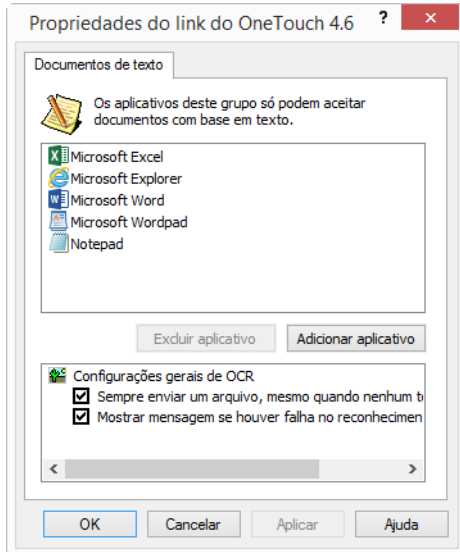 Propriedades do link do OneTouch 4.6 ? ×
Documentos de texto
Os aplicativos deste grupo só podem aceitar
documentos com base em texto.
Microsoft Excel
Microsoft Explorer
Microsoft Word
Microsoft Wordpad
Notepad
Excluir aplicativo Adicionar aplicativo
Configurações gerais de OCR
Sempre enviar um arquivo, mesmo quando nenhum t
Mostrar mensagem se houver falha no reconhecimen
OK Cancelar Aplicar Ajuda